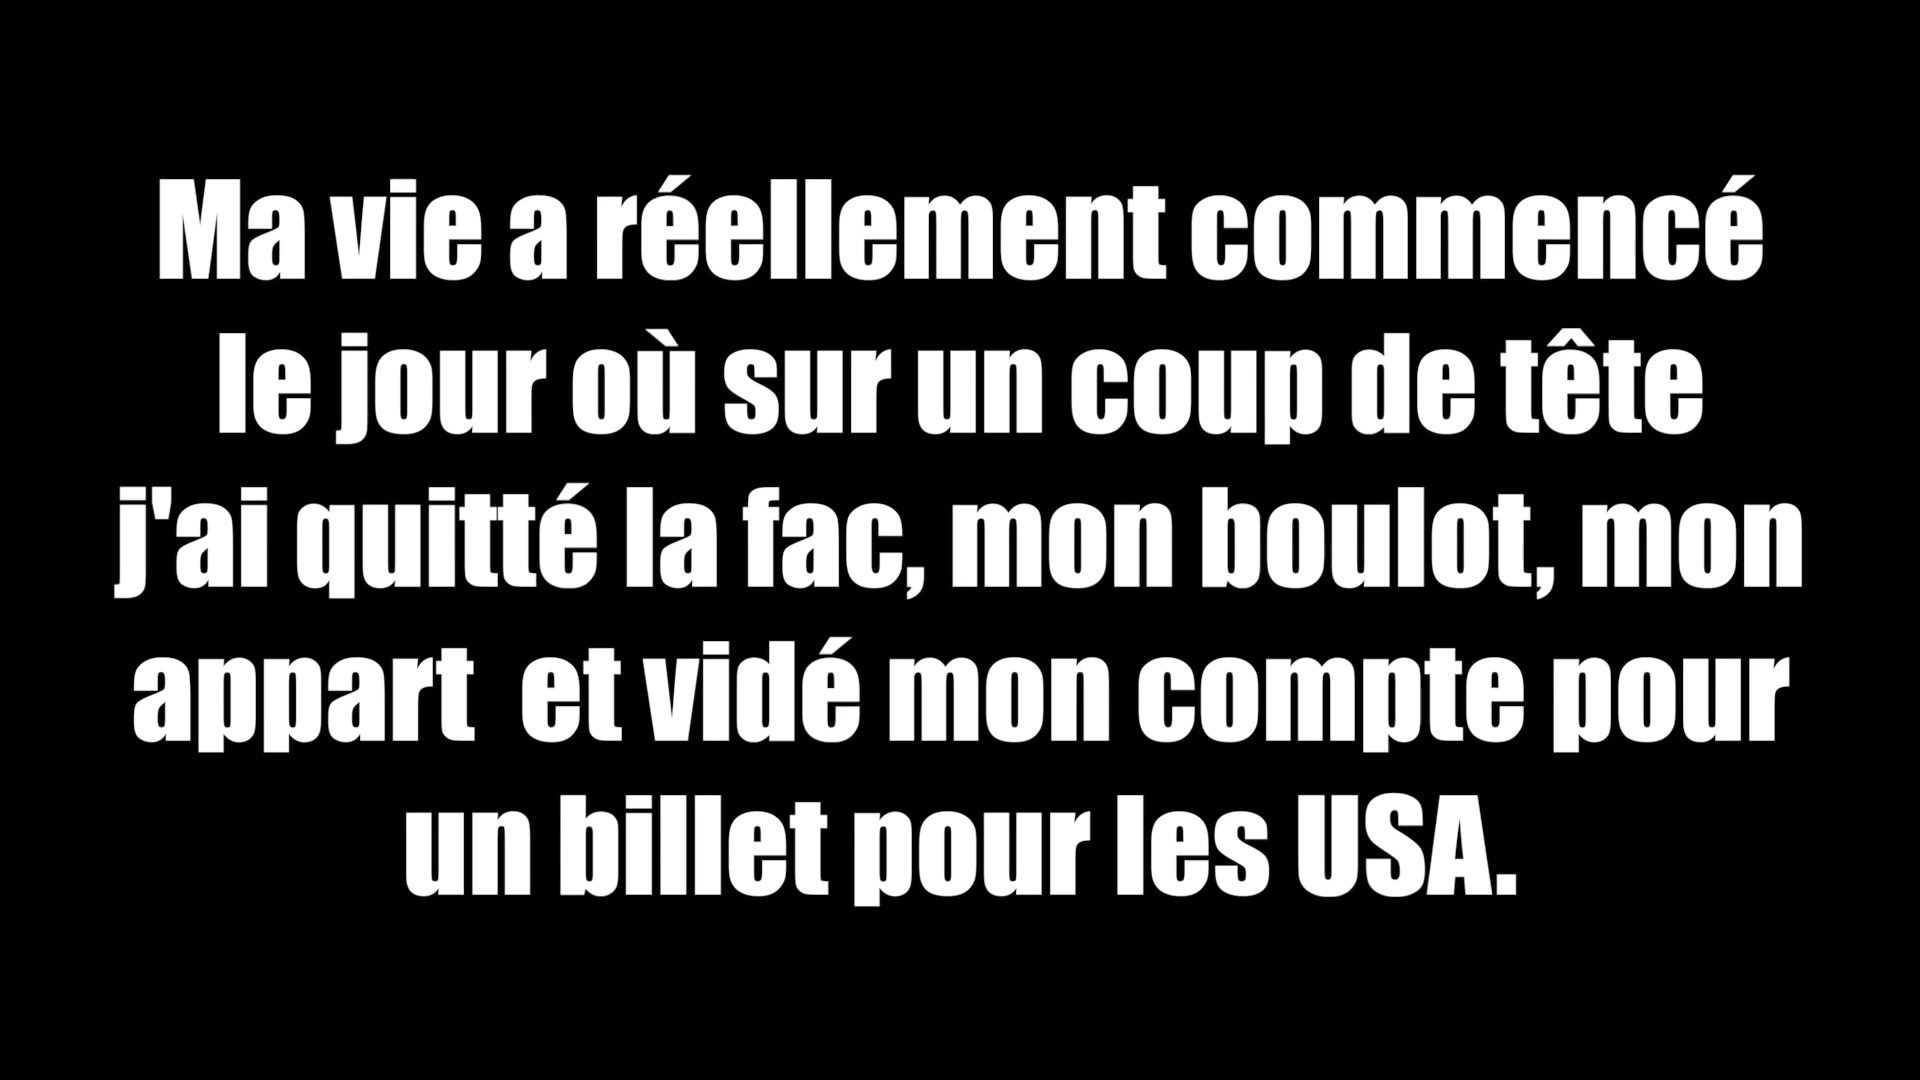 Ma vie a réellement commencé
le jour où sur un coup de tête
j'ai quitté la fac, mon boulot, mon
appart  et vidé mon compte pour
un billet pour les USA.